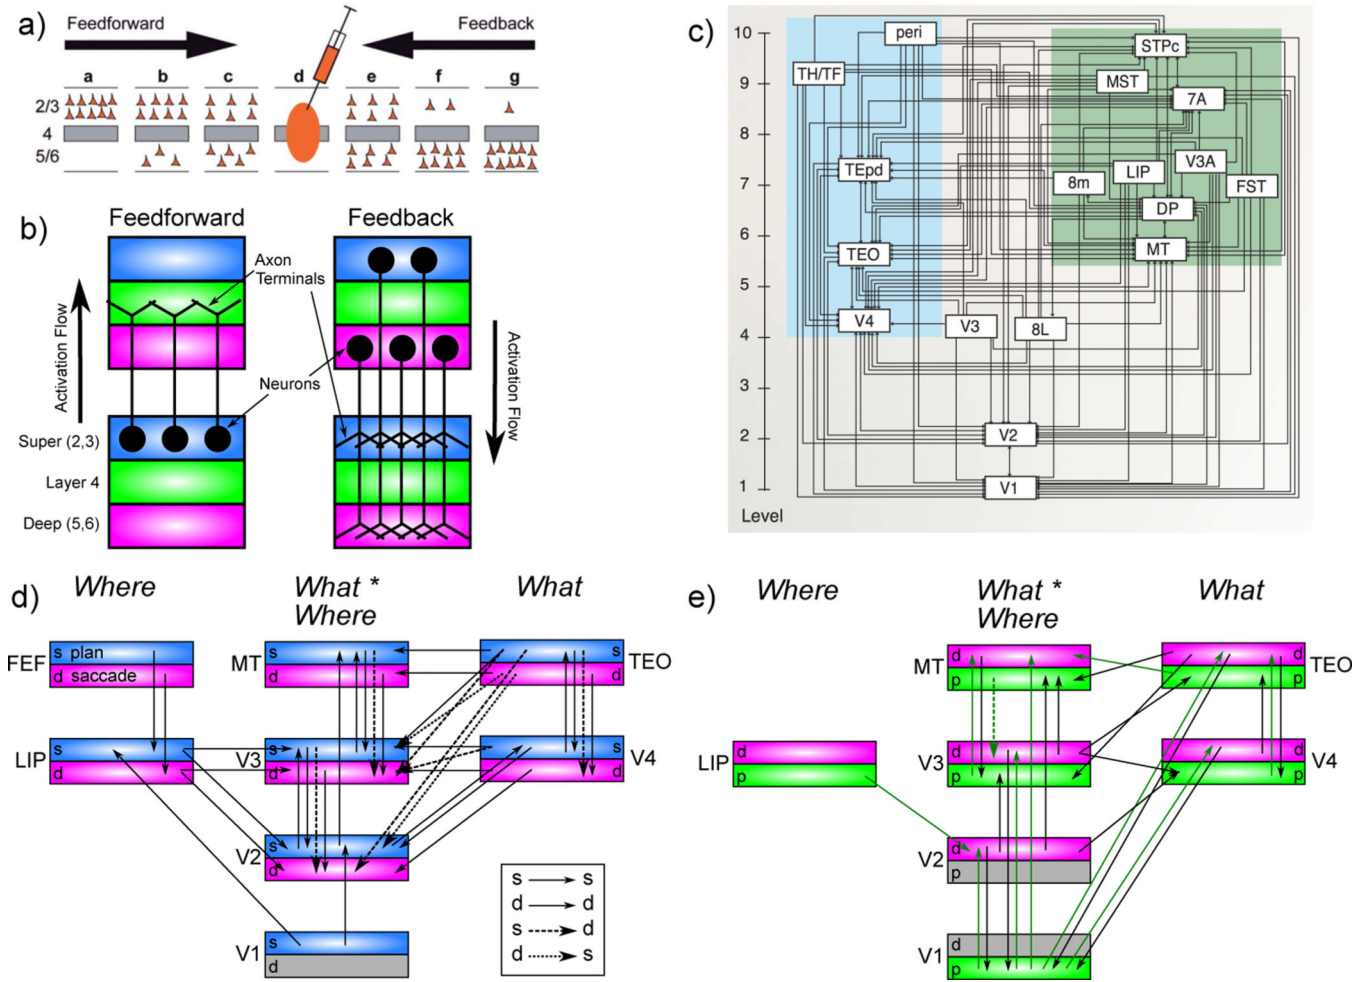 a)
Feedforward
Feedback
a b c d e f g
2/3
4
5/6
b)
Feedforward
Feedback
Axon
Terminals
Activation Flow
Neurons
Activation Flow
Super (2,3)
Layer 4
Deep (5,6)
c)
10
9
8
7
6
5
4
3
2
1
Level
peri
STPc
TH/TF
MST
7A
TEpd
8m
LIP
V3A
FST
DP
TEO
MT
V4
V3
8L
V2
V1
d)
Where
What *
Where
What
FEF
s plan
d saccade
MT
s
d
s
d
TEO
LIP
s
d
V3
s
d
s
d
V4
V2
s
d
V1
s
d
s s
d d
s d
d s
e)
Where
What *
Where
What
MT
d
p
d
p
TEO
LIP
d
p
V3
d
p
d
p
V4
V2
d
p
V1
d
p